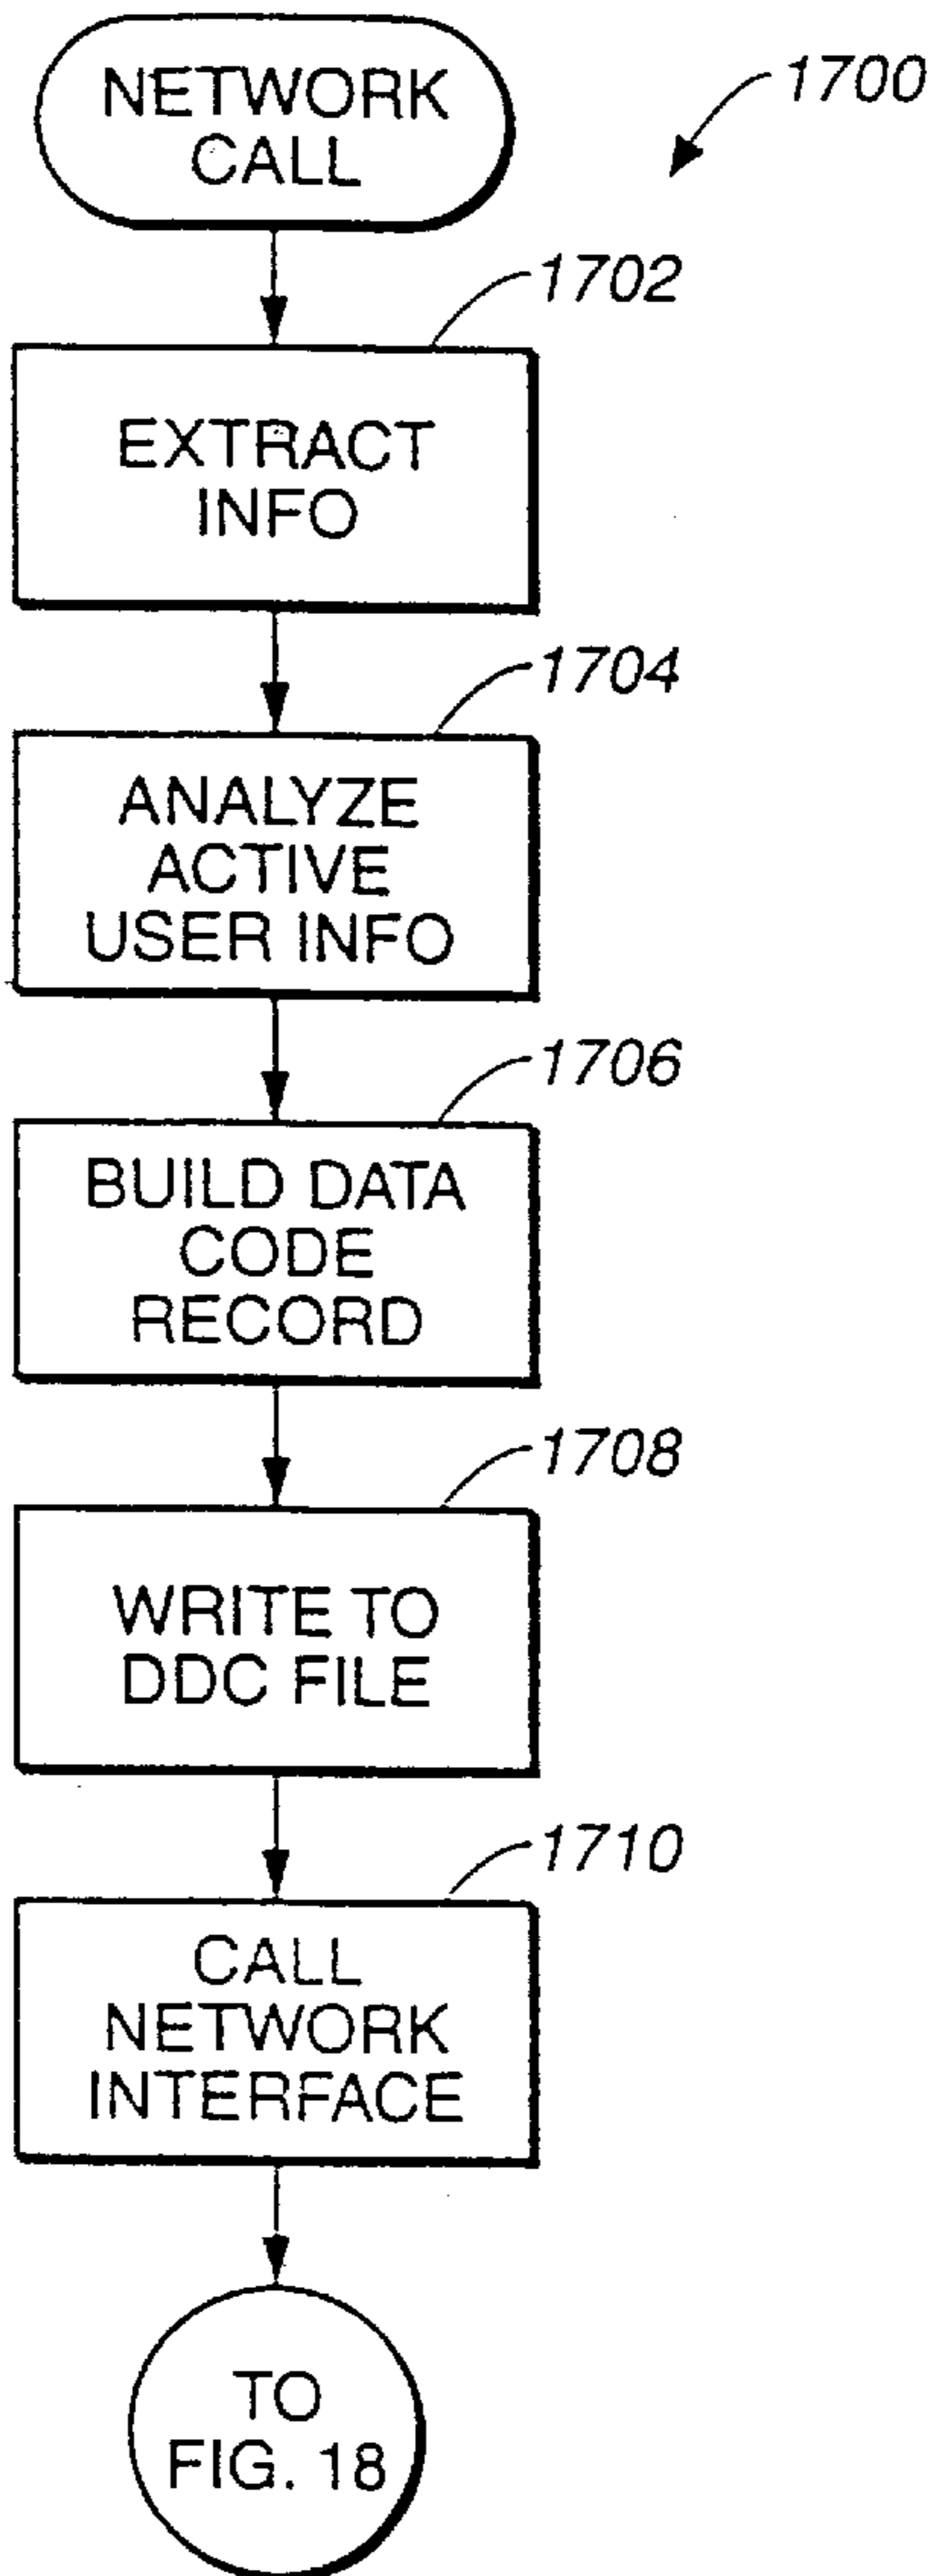 NETWORK
CALL
1700
1702
EXTRACT
INFO
1704
ANALYZE
ACTIVE
USER INFO
1706
BUILD DATA
CODE
RECORD
1708
WRITE TO
DDC FILE
1710
CALL
NETWORK
INTERFACE
TO
FIG. 18